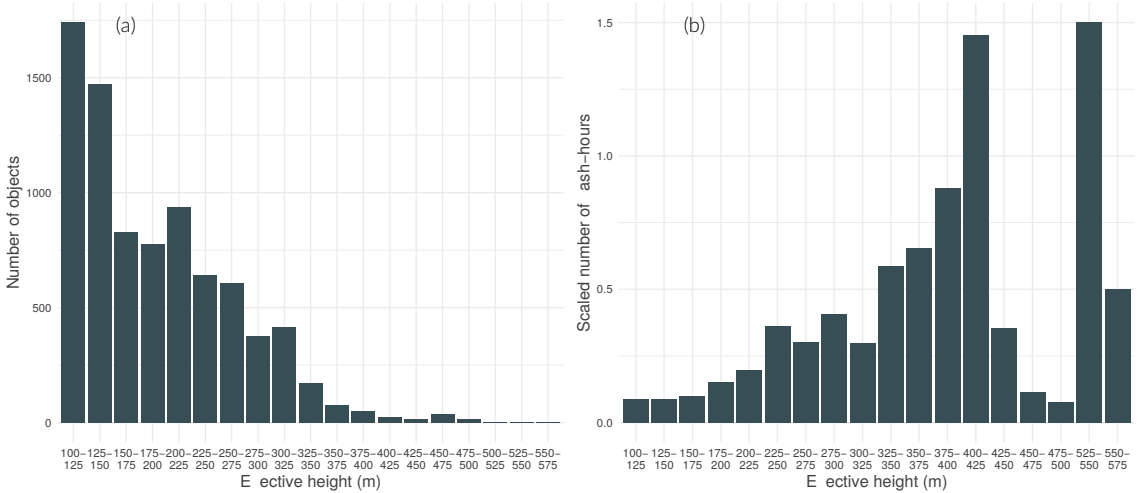 (a)
1500
1000
500
0
Number of objects
100− 125− 150− 175− 200− 225− 250− 275− 300− 325− 350− 375− 400− 425− 450− 475− 500− 525− 550−
125 150 175 200 225 250 275 300 325 350 375 400 425 450 475 500 525 550 575
E ective height (m)
(b)
1.5
1.0
0.5
0.0
Scaled number of ash−hours
100− 125− 150− 175− 200− 225− 250− 275− 300− 325− 350− 375− 400− 425− 450− 475− 525− 550−
125 150 175 200 225 250 275 300 325 350 375 400 425 450 475 500 550 575
E ective height (m)